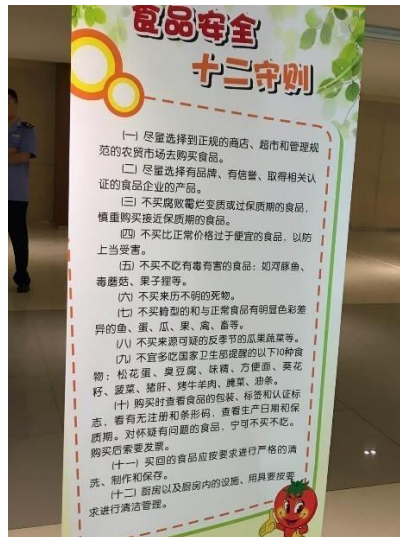 食品安全
十二守则
(一) 尽量选择到正规的商店、超市和管理规
范的农贸市场去购买食品。
(二) 尽量选择有品牌、有信誉、取得相关认
证的食品企业的产品。
(三) 不买腐败霉烂变质或过保质期的食品,
慎重购买接近保质期的食品。
(四) 不买比正常价格过于便宜的食品, 以防
上当受害。
(五) 不买不吃有毒有害的食品: 如河豚鱼、
毒蘑菇、果子狸等。
(六) 不买来历不明的死物。
(七) 不买畸型的和与正常食品有明显色彩差
异的鱼、蛋、瓜、果、禽、畜等。
(八) 不买来源可疑的反季节的瓜果蔬菜等。
(九) 不宜多吃国家卫生部提醒的以下10种食
物: 松花蛋、臭豆腐、味精、方便面、葵花
籽、菠菜、猪肝、烤牛羊肉、腌菜、油条。
(十) 购买时查看食品的包装、标签和认证标
志, 看有无注册和条形码, 查看生产日期和保
质期。对怀疑有问题的食品, 宁可不买不吃。
购买后索要发票。
(十一) 买回的食品应按要求进行严格的清
洗、制作和保存。
(十二) 厨房以及厨房内的设施、用具要按要
求进行清洁管理。